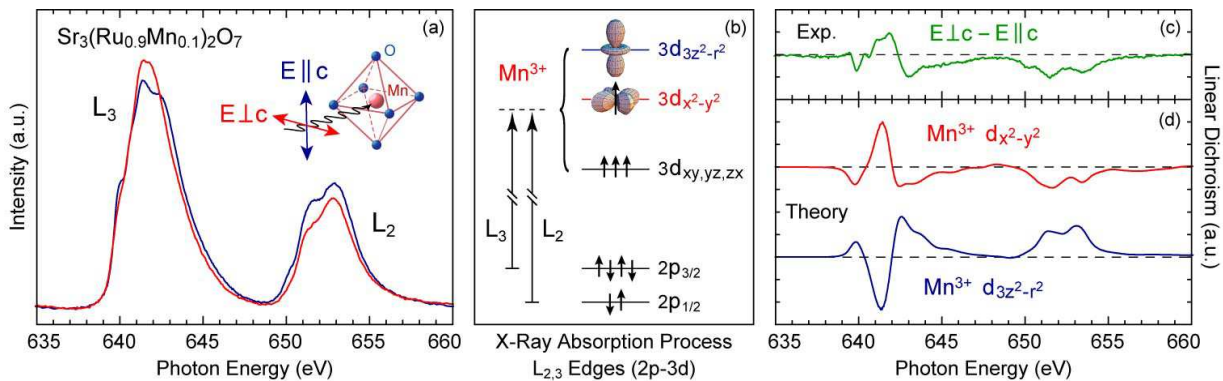 Sr3(Ru0.9Mn0.1)2O7
(a)
O
E∥c
Mn
L3
E⊥c
L2
Intensity (a.u.)
635 640 645 650 655 660
Photon Energy (eV)
(b)
3d3z²-r²
Mn3+
3dx²-y²
3dxy,yz,zx
L3
L2
2p3/2
2p1/2
X-Ray Absorption Process
L2,3 Edges (2p-3d)
(c)
Exp.
E⊥c – E∥c
(d)
Mn3+ dx²-y²
Theory
Mn3+ d3z²-r²
Linear Dichroism (a.u.)
635 640 645 650 655 660
Photon Energy (eV)